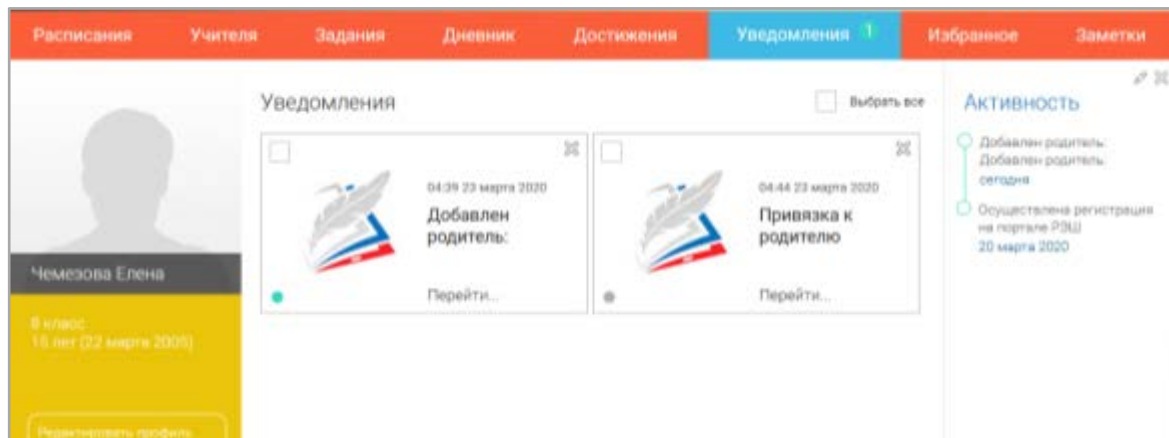 Расписания Учителя Задания Дневник Достижения Уведомления 1 Избранное Заметки
Чемезова Елена
8 класс
15 лет (22 марта 2005)
Редактировать профиль
Уведомления
Выбрать все
04:39 23 марта 2020
Добавлен
родитель:
Перейти...
04:44 23 марта 2020
Привязка к
родителю
Перейти...
Активность
Добавлен родитель:
Добавлен родитель:
сегодня
Осуществлена регистрация
на портале РЭШ
20 марта 2020